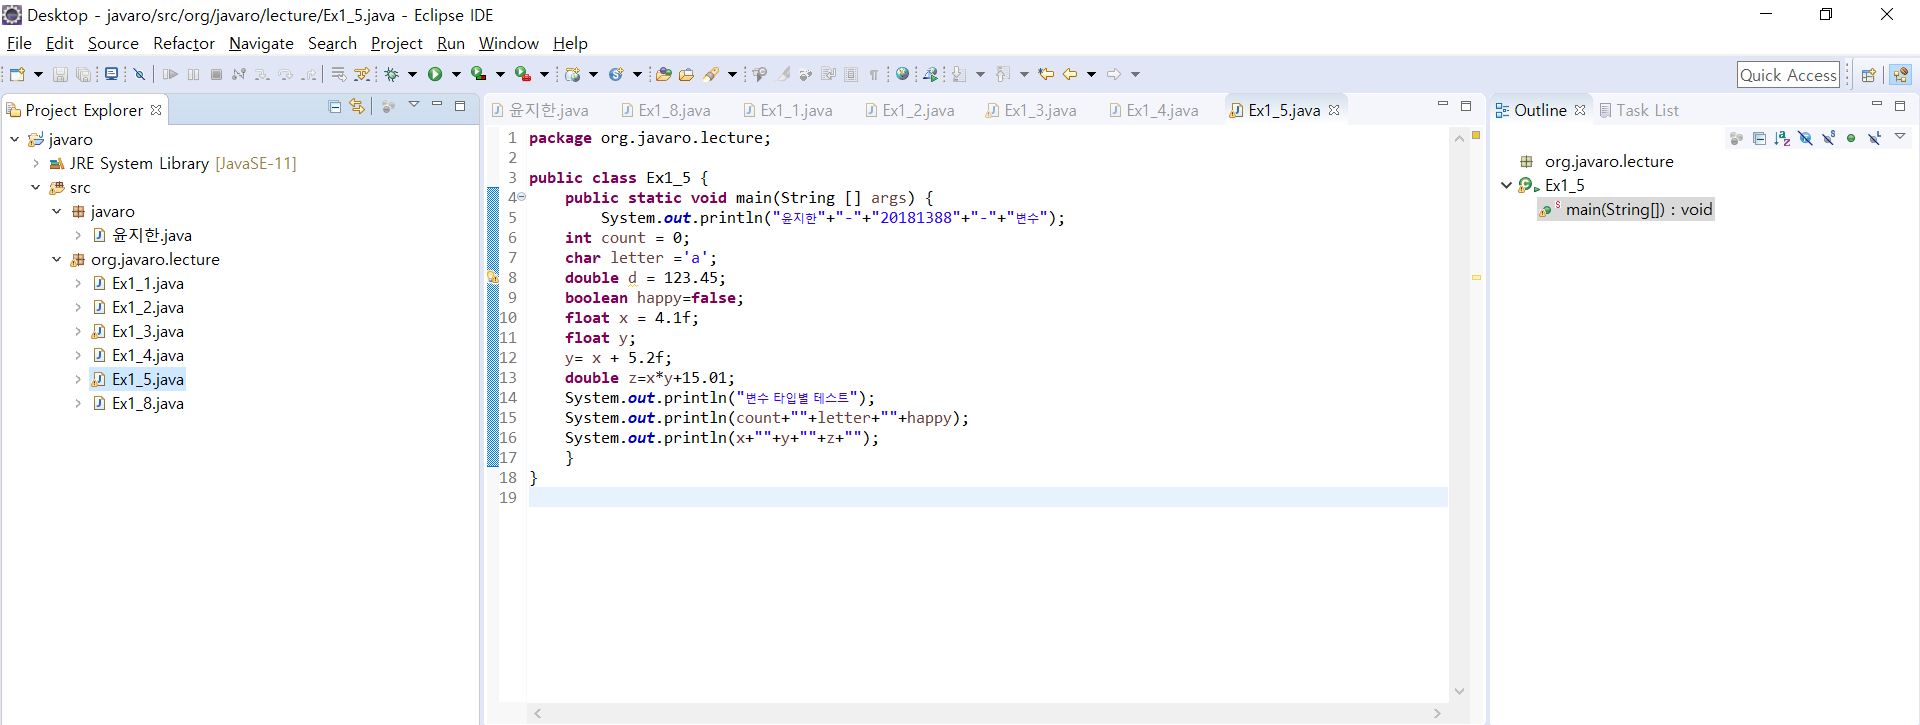 Desktop - javaro/src/org/javaro/lecture/Ex1_5.java - Eclipse IDE
File Edit Source Refactor Navigate Search Project Run Window Help
Quick Access
Project Explorer
javaro
JRE System Library [JavaSE-11]
src
javaro
윤지한.java
org.javaro.lecture
Ex1_1.java
Ex1_2.java
Ex1_3.java
Ex1_4.java
Ex1_5.java
Ex1_8.java
윤지한.java Ex1_8.java Ex1_1.java Ex1_2.java Ex1_3.java Ex1_4.java Ex1_5.java
1 package org.javaro.lecture;
2
3 public class Ex1_5 {
4 public static void main(String [] args) {
5 System.out.println("윤지한"+"-"+"20181388"+"-"+"변수");
6 int count = 0;
7 char letter ='a';
8 double d = 123.45;
9 boolean happy=false;
10 float x = 4.1f;
11 float y;
12 y= x + 5.2f;
13 double z=x*y+15.01;
14 System.out.println("변수 타입별 테스트");
15 System.out.println(count+""+letter+""+happy);
16 System.out.println(x+""+y+""+z+"");
17 }
18 }
19
Outline Task List
org.javaro.lecture
Ex1_5
main(String[]) : void